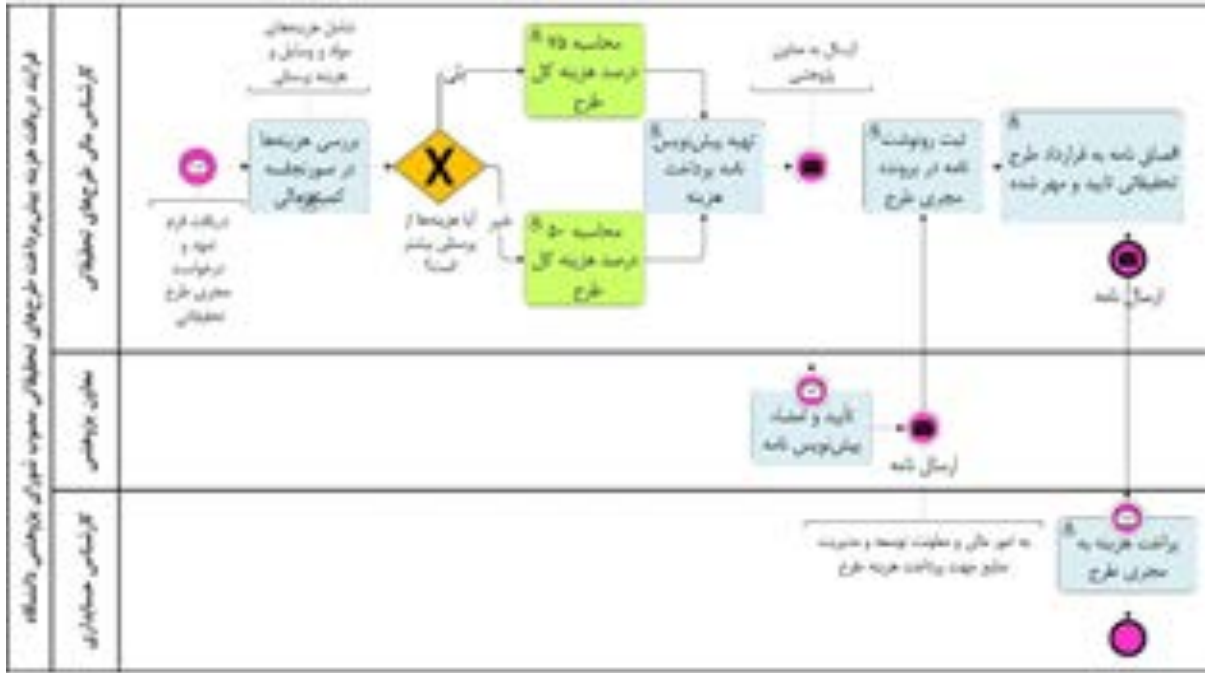 فرایند دریافت هزینه پیش‌پرداخت طرح‌های تحقیقاتی مصوب شورای پژوهشی دانشگاه
کارشناس مالی طرح‌های تحقیقاتی
شامل هزینه‌های
مواد و وسایل و
هزینه پرسنلی
دریافت فرم
تعهد و
درخواست
مجری طرح
تحقیقاتی
بررسی هزینه‌ها
در صورتجلسه
آیا هزینه‌ها از
پرسنلی بیشتر
است؟
بلی
خیر
محاسبه ۷۵
درصد هزینه کل
طرح
محاسبه ۵۰
درصد هزینه کل
طرح
تهیه پیش‌نویس
نامه پرداخت
هزینه
ارسال به معاون
پژوهشی
ثبت رونوشت
نامه در پرونده
مجری طرح
الصاق نامه به قرارداد طرح
تحقیقاتی تایید و مهر شده
ارسال نامه
معاون پژوهشی
تأیید و امضاء
پیش‌نویس نامه
ارسال نامه
کارشناس حسابداری
به امور مالی و معاونت توسعه و مدیریت
منابع جهت پرداخت هزینه طرح
پرداخت هزینه به
مجری طرح